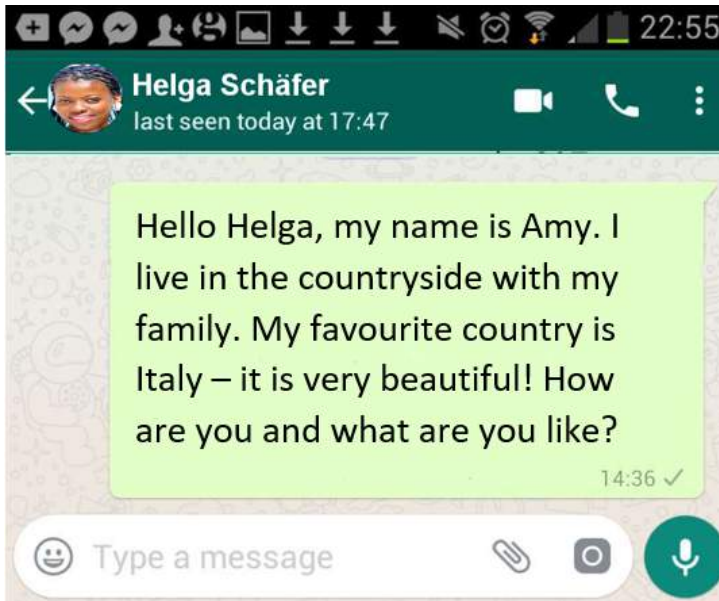 22:55
Helga Schäfer
last seen today at 17:47
Hello Helga, my name is Amy. I
live in the countryside with my
family. My favourite country is
Italy – it is very beautiful! How
are you and what are you like?
14:36
Type a message